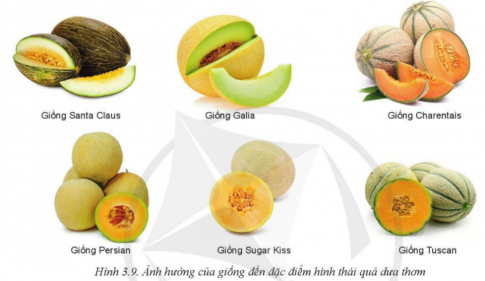 Giống Santa Claus
Giống Galia
Giống Charentais
Giống Persian
Giống Sugar Kiss
Giống Tuscan
Hình 3.9. Ảnh hưởng của giống đến đặc điểm hình thái quả dưa thơm